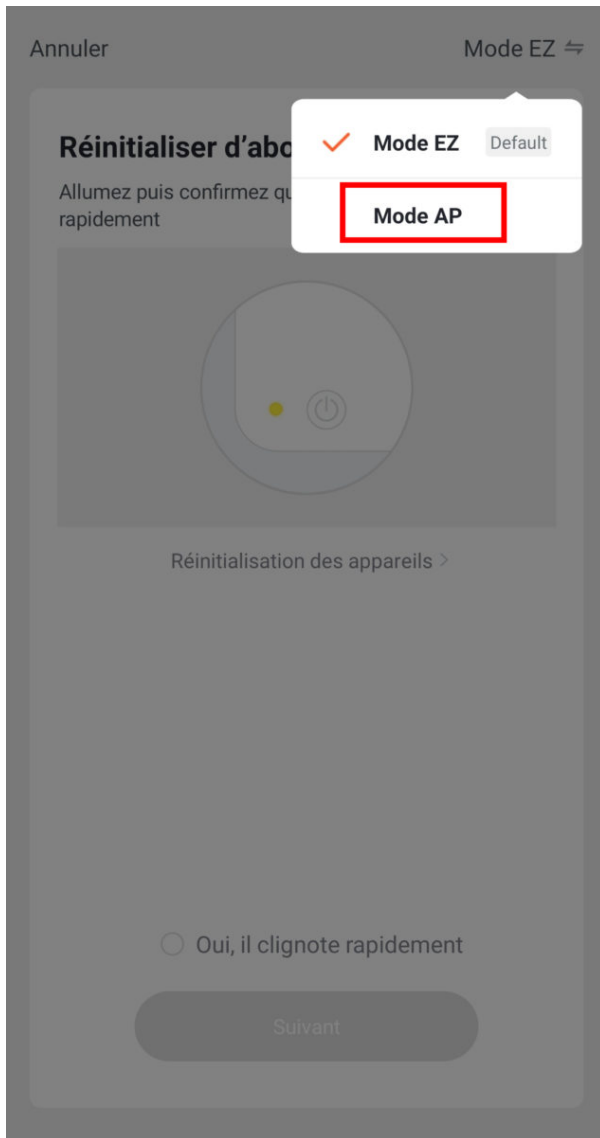 Annuler
Mode EZ
Mode EZ Default
Mode AP
Réinitialiser d’abo
Allumez puis confirmez qu
rapidement
Réinitialisation des appareils >
Oui, il clignote rapidement
Suivant